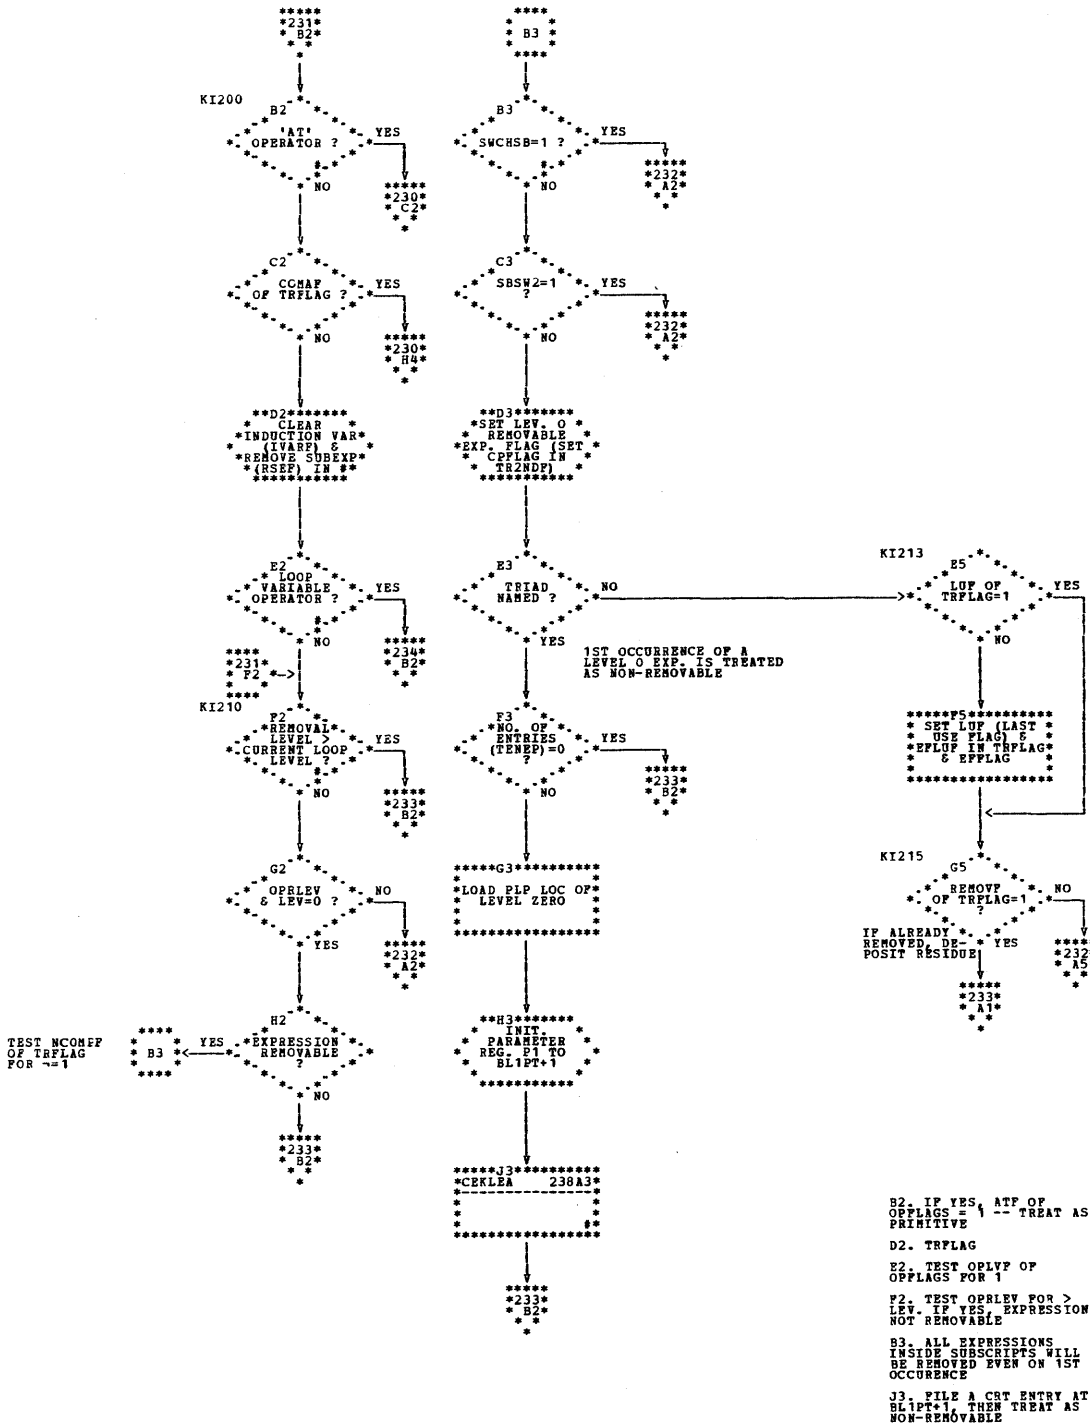 *231*
B2*
B3
KI200
B2
'AT'
OPERATOR ?
YES
NO
*230*
C2*
B3
SWCHSB=1 ?
YES
NO
*232*
A2*
C2
COMAF
OF TRFLAG ?
YES
NO
*230*
H4*
C3
SBSW2=1
?
YES
NO
*232*
A2*
**D2*******
CLEAR
*INDUCTION VAR*
(IVARF) &
*REMOVE SUBEXP*
*(RSEF) IN ##
**D3*******
*SET LEV. 0
REMOVABLE
*EXP. FLAG (SET
CPFLAG IN
TR2NDF)
E2
LOOP
VARIABLE
OPERATOR ?
YES
NO
*234*
B2*
E3
TRIAD
NAMED ?
NO
YES
1ST OCCURRENCE OF A
LEVEL 0 EXP. IS TREATED
AS NON-REMOVABLE
KI213
E5
LUF OF
TRFLAG=1
YES
NO
*231*
F2 *->
KI210
F2
*REMOVAL
LEVEL >
CURRENT LOOP
LEVEL ?
YES
NO
*233*
B2*
F3
*NO. OF
ENTRIES
(TENEP)=0
?
YES
NO
*233*
B2*
*****F5**********
* SET LUF (LAST
USE FLAG) &
*EFLUF IN TRFLAG*
& EFFLAG
G2
OPRLEV
& LEV=0 ?
NO
YES
*232*
A2*
*****G3*********
*LOAD PLP LOC OF*
LEVEL ZERO
KI215
G5
REMOVF
OF TRFLAG=1
?
NO
YES
IF ALREADY
REMOVED, DE-
POSIT RESIDUE
*232
A5
*233*
A1*
TEST NCOMPF
OF TRFLAG
FOR ¬=1
B3
YES
H2
*EXPRESSION
REMOVABLE
?
NO
*233*
B2*
**H3*******
INIT.
PARAMETER
REG. P1 TO
BL1PT+1
*****J3*********
*CEKLEA 238A3*
#*
*233*
B2*
B2. IF YES, ATF OF
OPFLAGS = 1 -- TREAT AS
PRIMITIVE
D2. TRFLAG
E2. TEST OPLVF OF
OPFLAGS FOR 1
F2. TEST OPRLEV FOR >
LEV. IF YES, EXPRESSION
NOT REMOVABLE
B3. ALL EXPRESSIONS
INSIDE SUBSCRIPTS WILL
BE REMOVED EVEN ON 1ST
OCCURENCE
J3. FILE A CRT ENTRY AT
BL1PT+1, THEN TREAT AS
NON-REMOVABLE